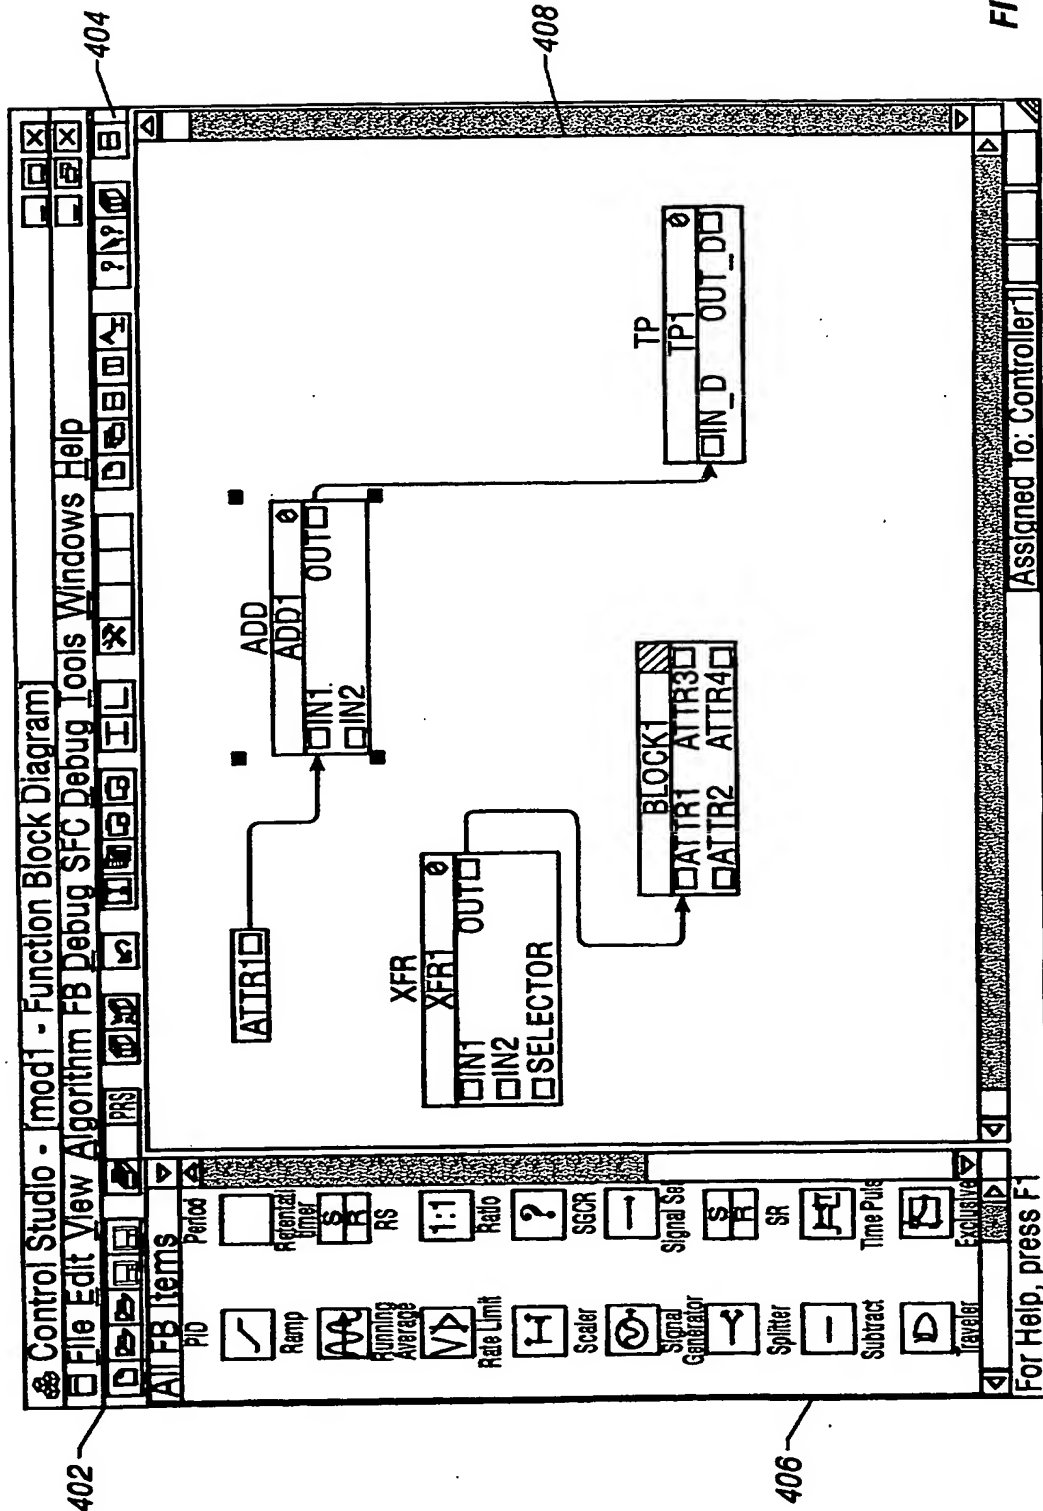 Control Studio - [mod1 - Function Block Diagram]
File Edit View Algorithm FB Debug SFC Debug Tools Windows Help
PRS
? \?
402
404
All FB Items
PID
Period
Ramp
Retentati
timer
Running
Average
S
R
RS
Rate Limit
1:1
Ratio
Scaler
?
SGCR
Signal
Generator
Signal Se
Splitter
S
R
SR
Subtract
Time Puls
Traveler
Exclusive
406
408
ATTR1
ADD
ADD1
IN1
OUT
IN2
XFR
XFR1
IN1
OUT
IN2
SELECTOR
BLOCK1
ATTR1 ATTR3
ATTR2 ATTR4
TP
TP1
IN_D OUT_D
For Help, press F1
Assigned To: Controller1
FI